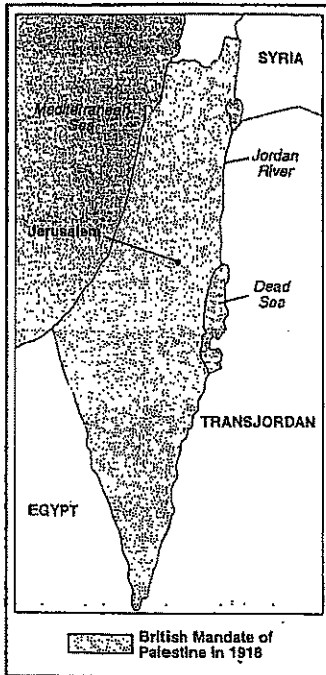 SYRIA
Mediterranean
Sea
Jordan
River
Jerusalem
Dead
Sea
TRANSJORDAN
EGYPT
British Mandate of
Palestine in 1918